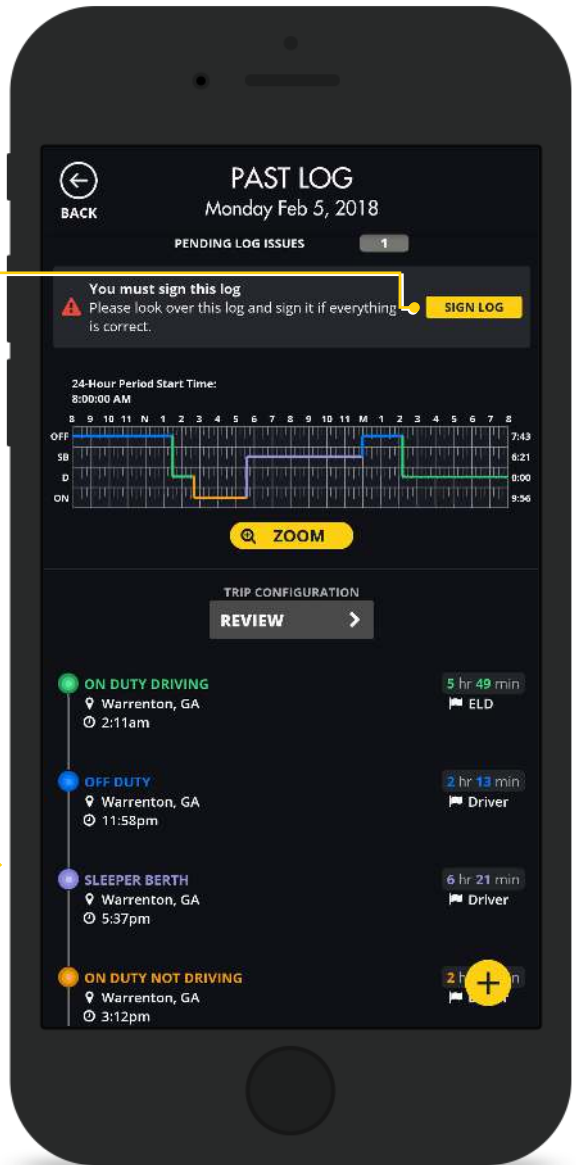 PAST LOG
BACK
Monday Feb 5, 2018
PENDING LOG ISSUES 1
You must sign this log
Please look over this log and sign it if everything
is correct.
SIGN LOG
24-Hour Period Start Time:
8:00:00 AM
8 9 10 11 N 1 2 3 4 5 6 7 8 9 10 11 M 1 2 3 4 5 6 7 8
OFF 7:43
SB 6:21
D 0:00
ON 9:56
ZOOM
TRIP CONFIGURATION
REVIEW
ON DUTY DRIVING 5 hr 49 min
Warrenton, GA ELD
2:11am
OFF DUTY 2 hr 13 min
Warrenton, GA Driver
11:58pm
SLEEPER BERTH 6 hr 21 min
Warrenton, GA Driver
5:37pm
ON DUTY NOT DRIVING 2
Warrenton, GA
3:12pm